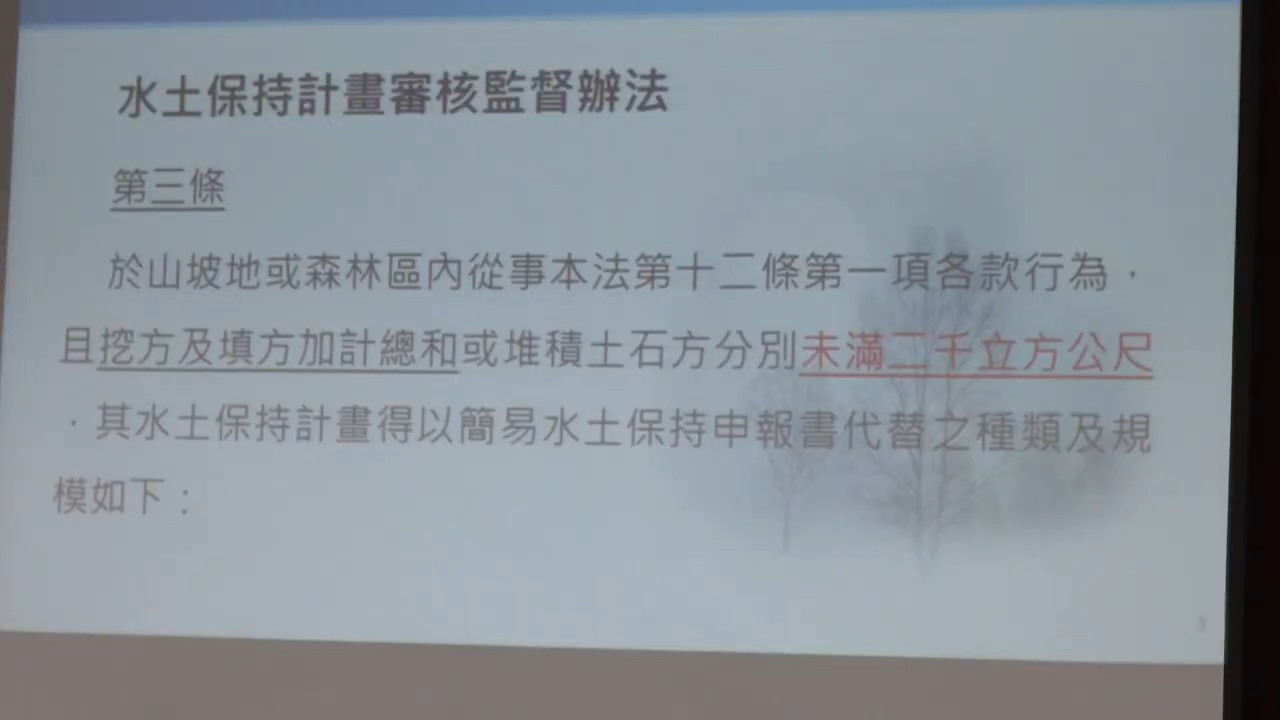 水土保持計畫審核監督辦法
第三條
於山坡地或森林區內從事本法第十二條第一項各款行為，
且挖方及填方加計總和或堆積土石方分別未滿二千立方公尺
，其水土保持計畫得以簡易水土保持申報書代替之種類及規
模如下：